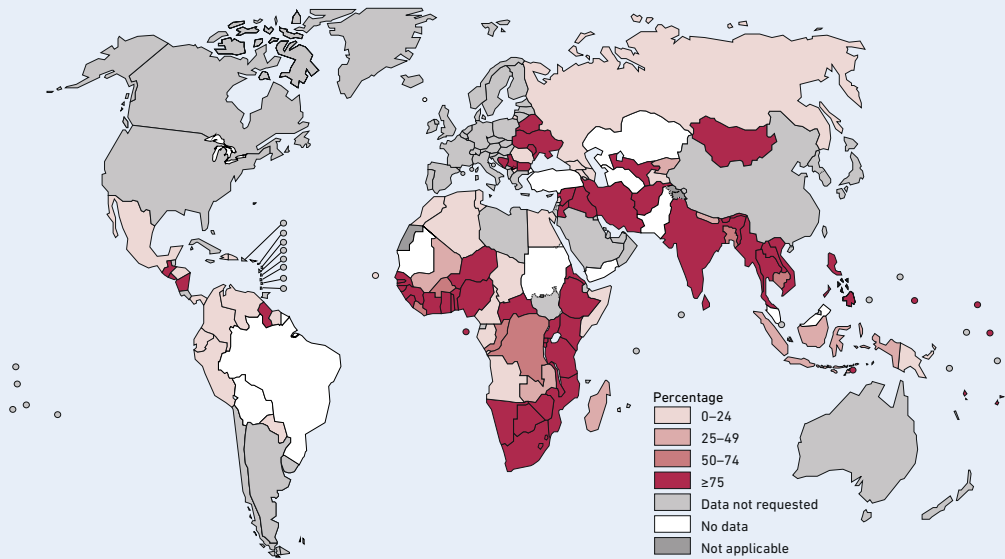 Percentage
0–24
25–49
50–74
≥75
Data not requested
No data
Not applicable